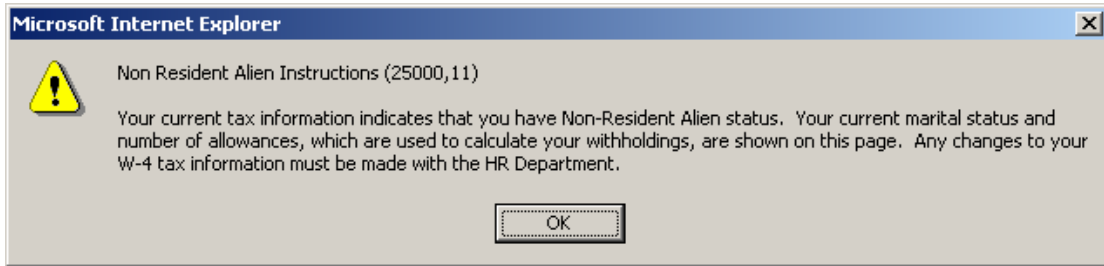 Microsoft Internet Explorer
Non Resident Alien Instructions (25000,11)
Your current tax information indicates that you have Non-Resident Alien status.  Your current marital status and
number of allowances, which are used to calculate your withholdings, are shown on this page.  Any changes to your
W-4 tax information must be made with the HR Department.
OK